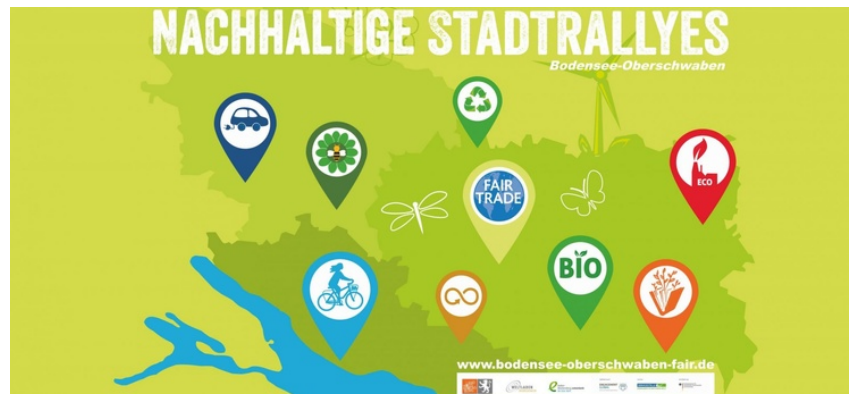 NACHHALTIGE STADTRALLYES
Bodensee-Oberschwaben
FAIR
TRADE
ECO
BIO
www.bodensee-oberschwaben-fair.de